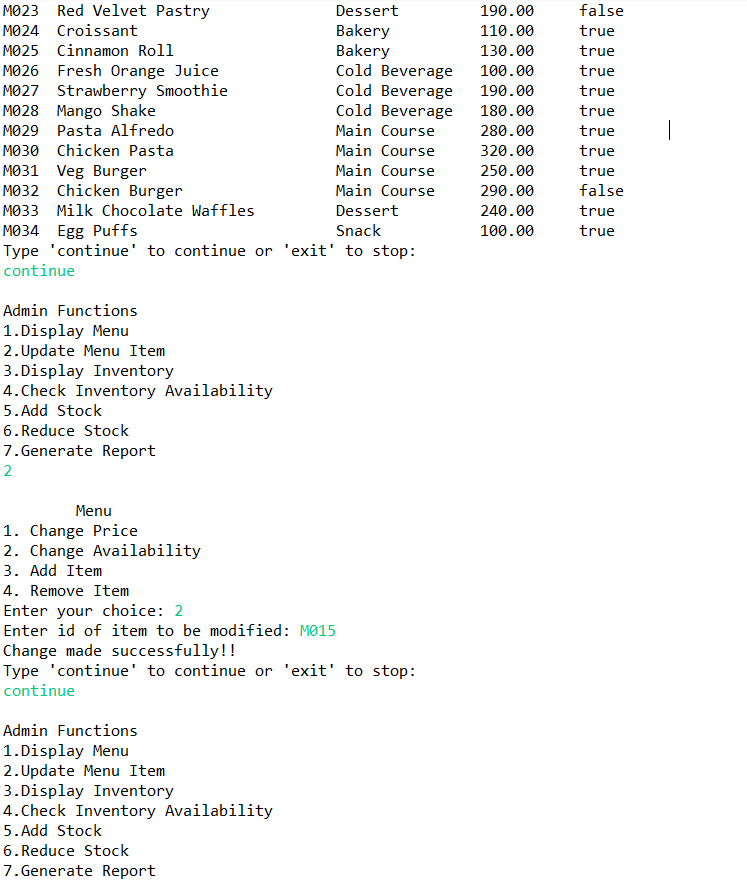 M023  Red Velvet Pastry              Dessert         190.00     false
M024  Croissant                      Bakery          110.00     true
M025  Cinnamon Roll                  Bakery          130.00     true
M026  Fresh Orange Juice             Cold Beverage   100.00     true
M027  Strawberry Smoothie            Cold Beverage   190.00     true
M028  Mango Shake                    Cold Beverage   180.00     true
M029  Pasta Alfredo                  Main Course     280.00     true
M030  Chicken Pasta                  Main Course     320.00     true
M031  Veg Burger                     Main Course     250.00     true
M032  Chicken Burger                 Main Course     290.00     false
M033  Milk Chocolate Waffles         Dessert         240.00     true
M034  Egg Puffs                      Snack           100.00     true
Type 'continue' to continue or 'exit' to stop:
continue

Admin Functions
1.Display Menu
2.Update Menu Item
3.Display Inventory
4.Check Inventory Availability
5.Add Stock
6.Reduce Stock
7.Generate Report
2

        Menu
1. Change Price
2. Change Availability
3. Add Item
4. Remove Item
Enter your choice: 2
Enter id of item to be modified: M015
Change made successfully!!
Type 'continue' to continue or 'exit' to stop:
continue

Admin Functions
1.Display Menu
2.Update Menu Item
3.Display Inventory
4.Check Inventory Availability
5.Add Stock
6.Reduce Stock
7.Generate Report